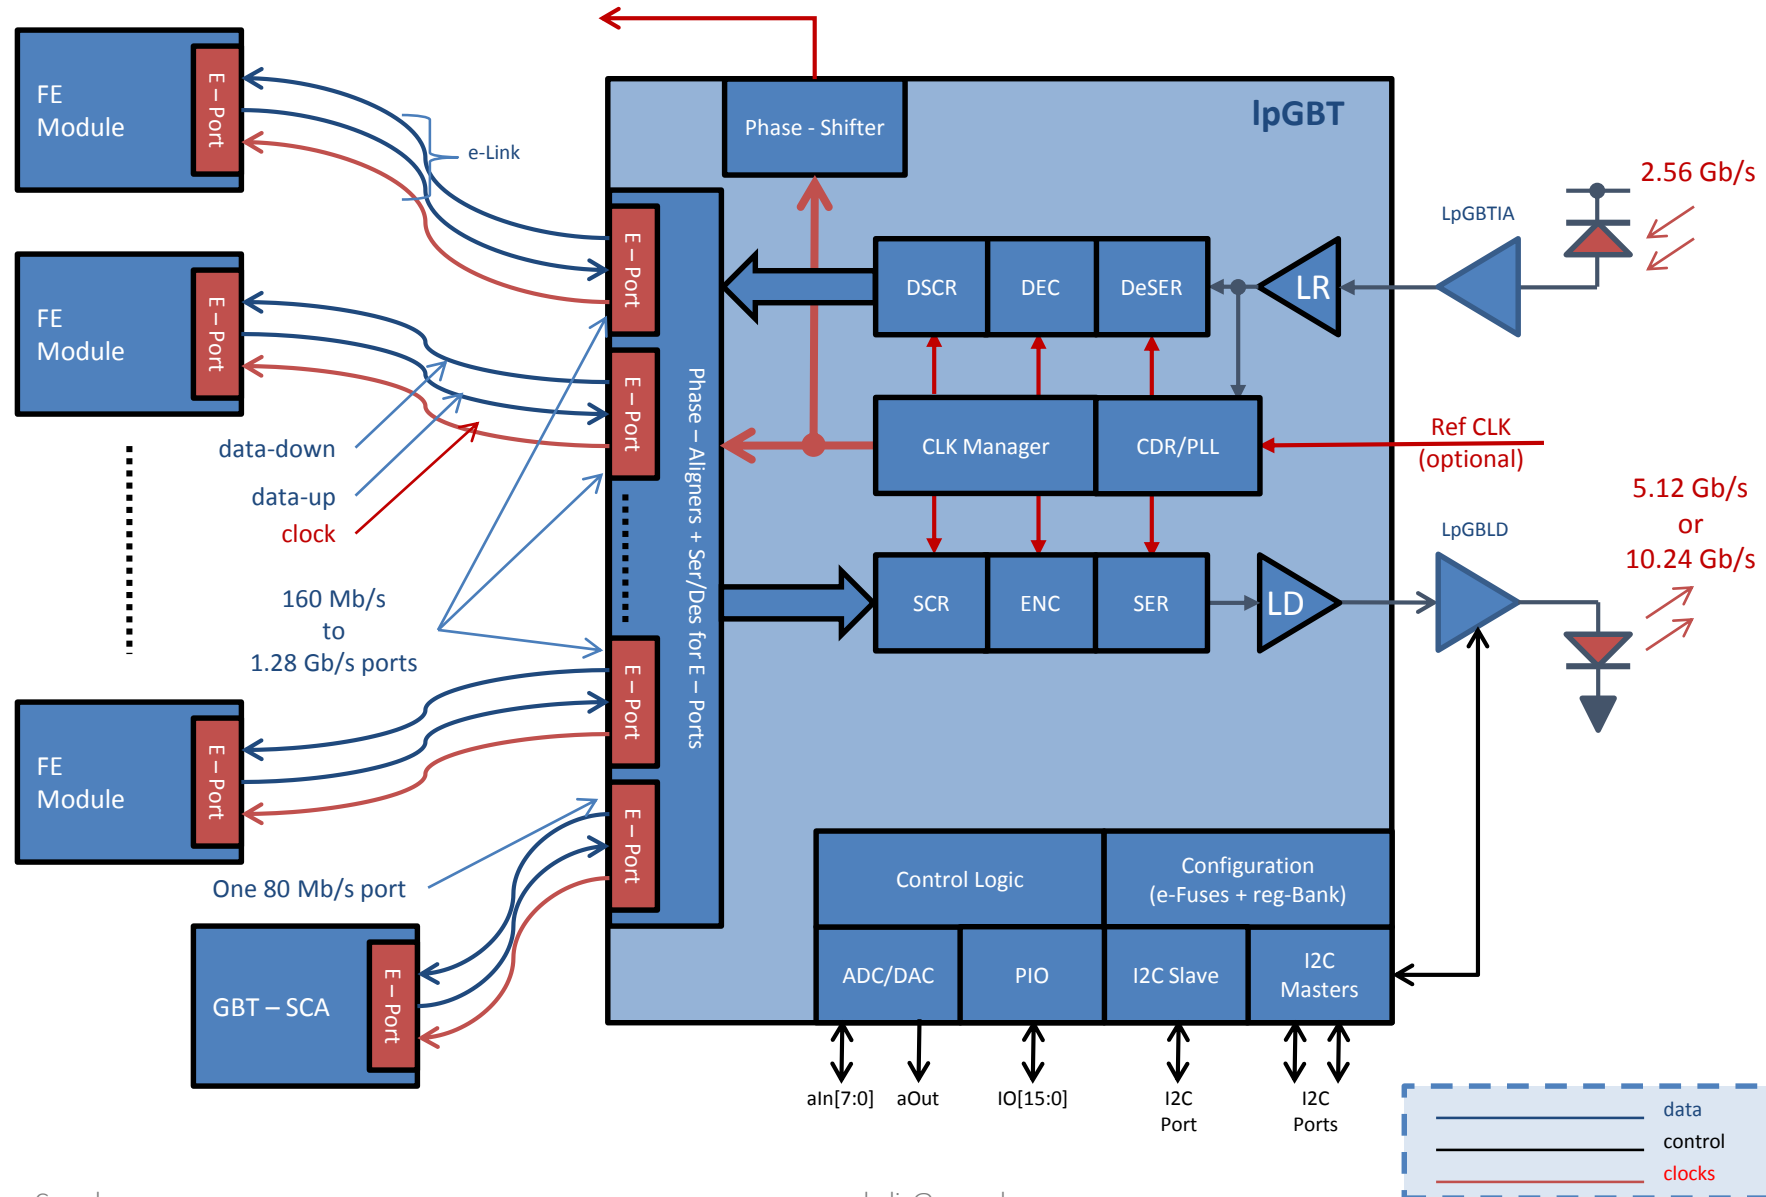 FE
Module
E – Port
e-Link
Phase - Shifter
lpGBT
2.56 Gb/s
LpGBTIA
E – Port
DSCR
DEC
DeSER
LR
FE
Module
E – Port
E – Port
Phase – Aligners + Ser/Des for E – Ports
CLK Manager
CDR/PLL
Ref CLK
(optional)
data-down
data-up
clock
5.12 Gb/s
or
10.24 Gb/s
LpGBLD
160 Mb/s
to
1.28 Gb/s ports
SCR
ENC
SER
LD
E – Port
FE
Module
E – Port
E – Port
One 80 Mb/s port
Control Logic
Configuration
(e-Fuses + reg-Bank)
GBT – SCA
E – Port
ADC/DAC
PIO
I2C Slave
I2C
Masters
aIn[7:0]
aOut
IO[15:0]
I2C
Port
I2C
Ports
data
control
clocks